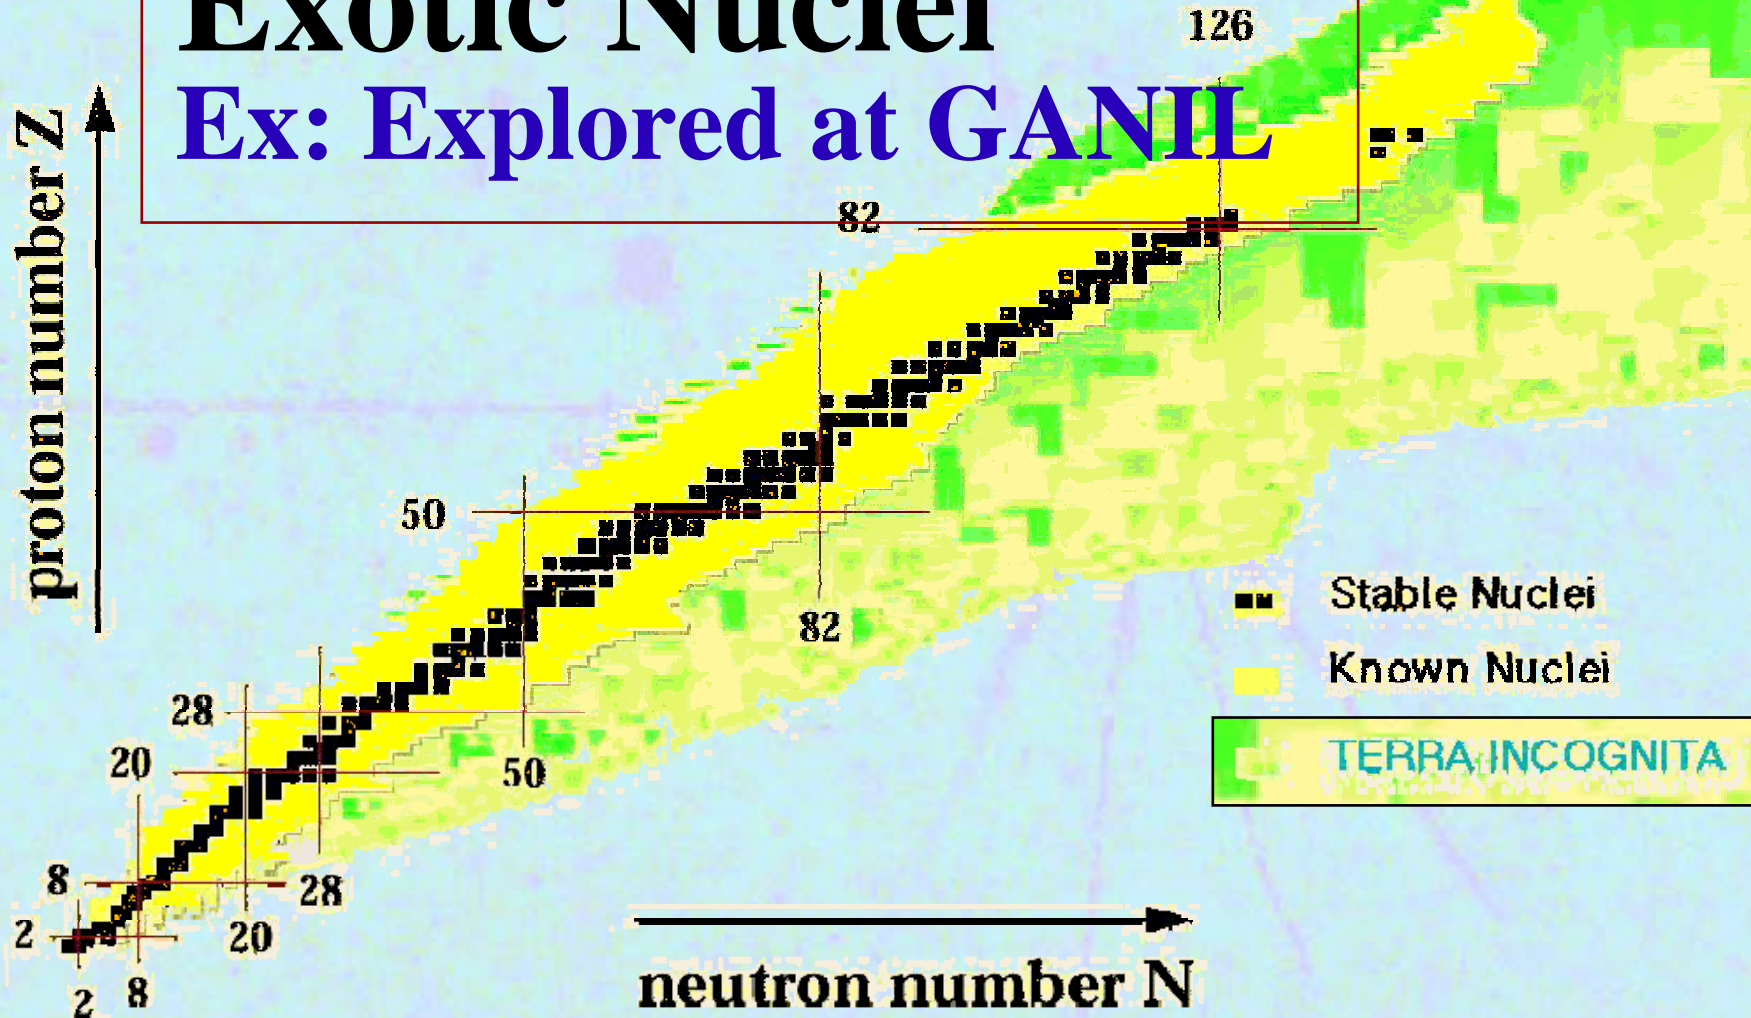 Exotic Nuclei
Ex: Explored at GANIL
126
proton number Z
82
50
82
28
20
50
8
28
2
20
2
8
neutron number N
Stable Nuclei
Known Nuclei
TERRA INCOGNITA